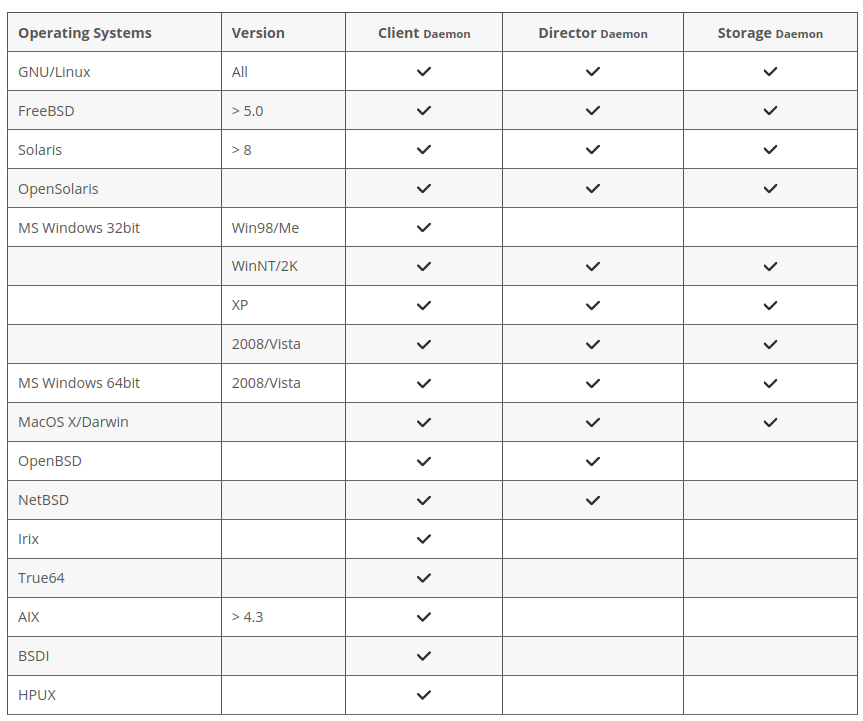 Operating Systems Version Client Daemon Director Daemon Storage Daemon
GNU/Linux All ✓ ✓ ✓
FreeBSD > 5.0 ✓ ✓ ✓
Solaris > 8 ✓ ✓ ✓
OpenSolaris ✓ ✓ ✓
MS Windows 32bit Win98/Me ✓
WinNT/2K ✓ ✓ ✓
XP ✓ ✓ ✓
2008/Vista ✓ ✓ ✓
MS Windows 64bit 2008/Vista ✓ ✓ ✓
MacOS X/Darwin ✓ ✓ ✓
OpenBSD ✓ ✓
NetBSD ✓ ✓
Irix ✓
True64 ✓
AIX > 4.3 ✓
BSDI ✓
HPUX ✓